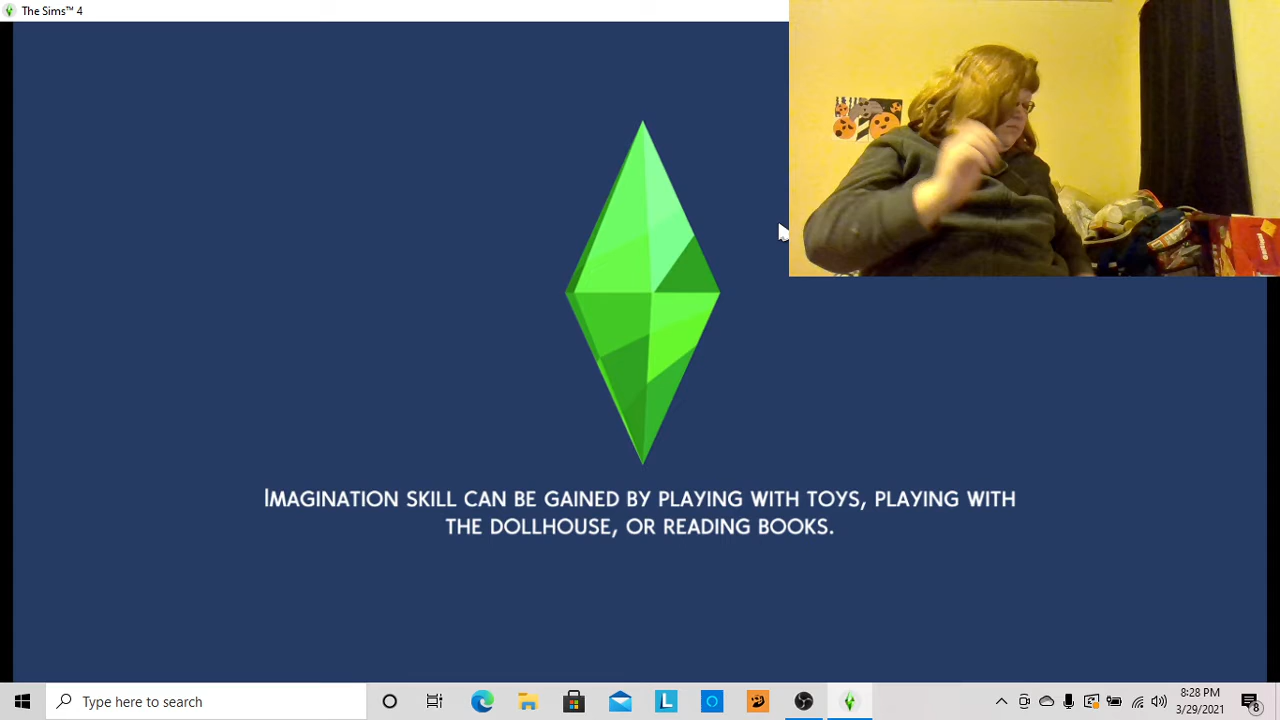 The Sims™ 4
IMAGINATION SKILL CAN BE GAINED BY PLAYING WITH TOYS, PLAYING WITH
THE DOLLHOUSE, OR READING BOOKS.
Type here to search
L
8:28 PM
3/29/2021
8